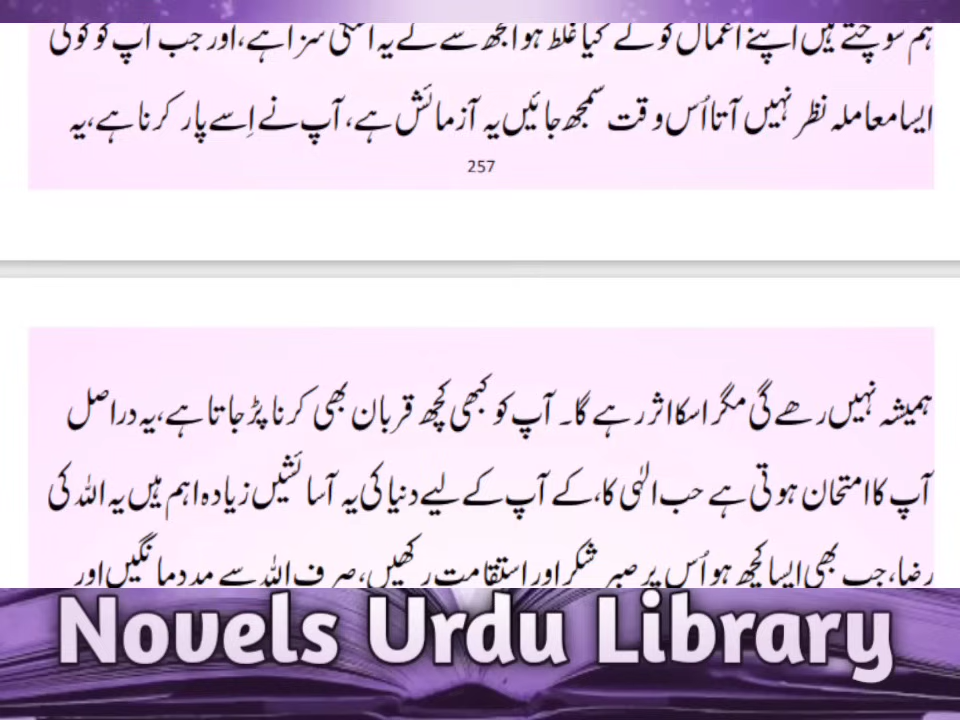 ہم سوچتے ہیں اپنے اعمال کو کے کیا غلط ہوا مجھ سے کے یہ اسکی سزا ہے،اور جب آپ کو کوئی
ایسا معاملہ نظر نہیں آتا اُس وقت سمجھ جائیں یہ آزمائش ہے، آپ نے اِسے پار کرنا ہے،یہ
257
ہمیشہ نہیں رھے گی مگر اسکا اثر رہے گا۔ آپ کو کبھی کچھ قربان بھی کرنا پڑ جاتا ہے،یہ دراصل
آپ کا امتحان ہوتی ہے حب الٰہی کا،کے آپ کے لیے دنیا کی یہ آسائشیں زیادہ اہم ہیں یہ اللہ کی
رضا،جب بھی ایسا کچھ ہو اُس پر صبر شکر اور استقامت رکھیں،صرف اللہ سے مدد مانگیں اور
Novels Urdu Library